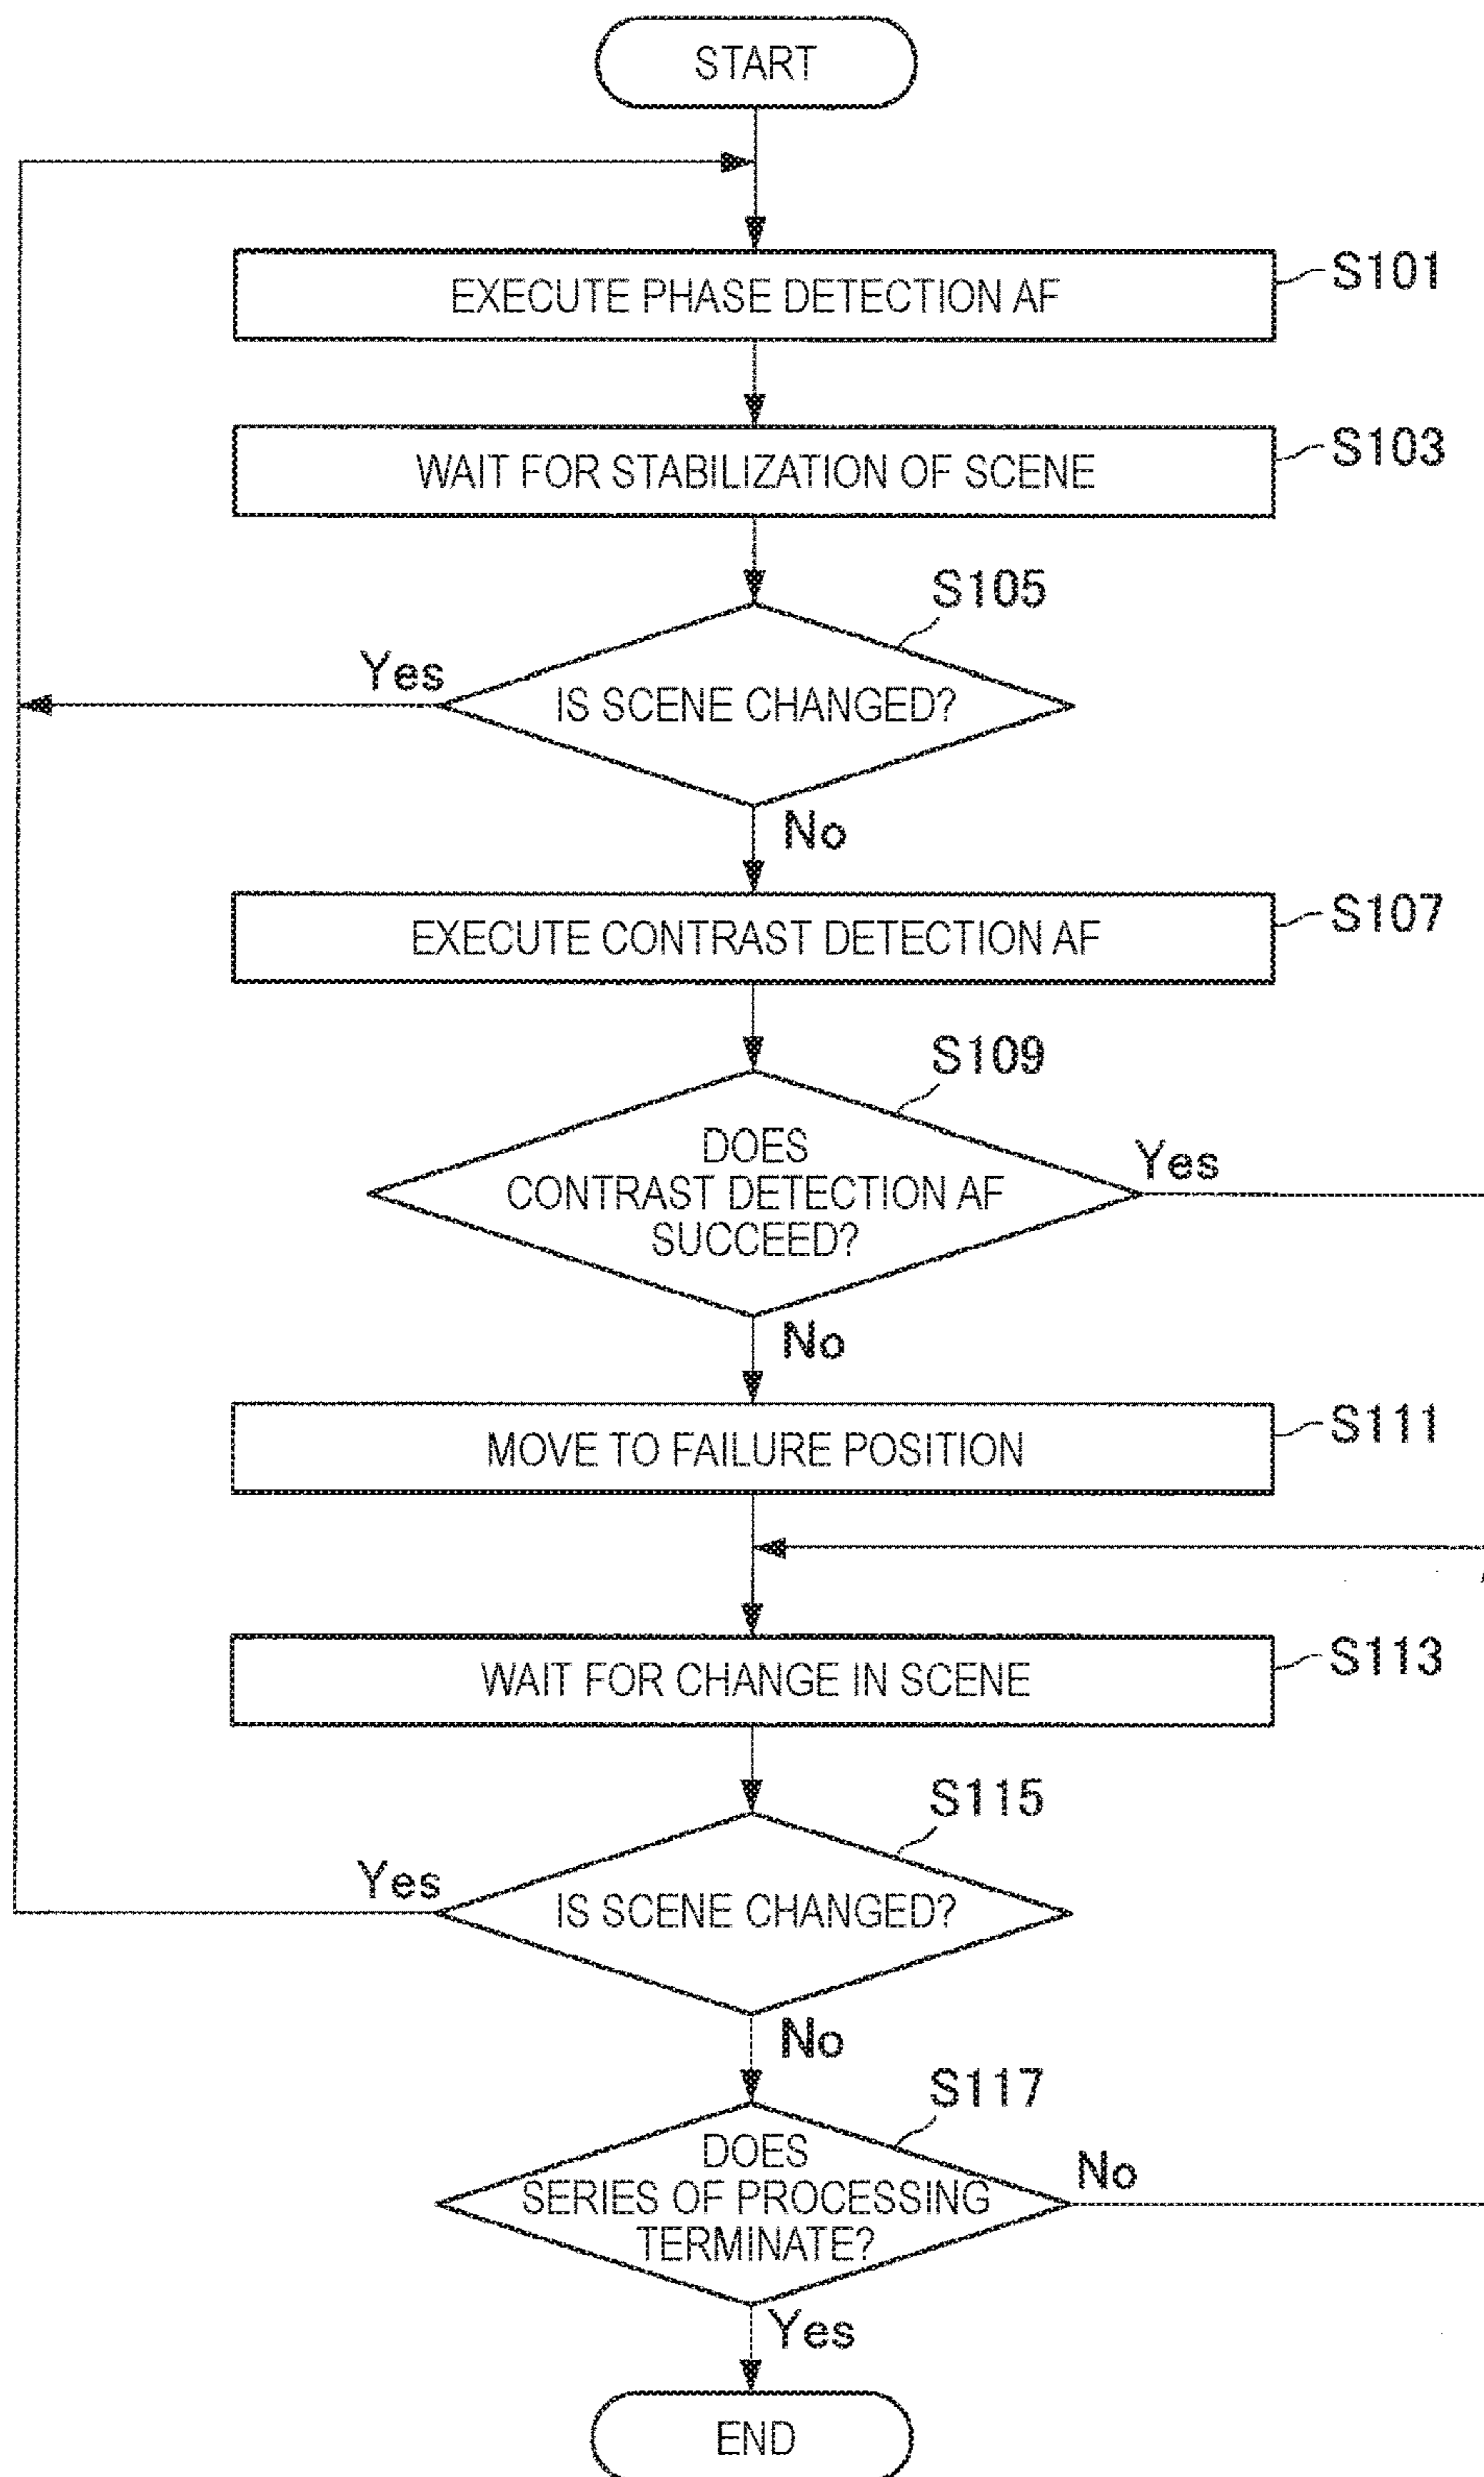 START
EXECUTE PHASE DETECTION AF
S101
WAIT FOR STABILIZATION OF SCENE
S103
S105
Yes
IS SCENE CHANGED?
No
EXECUTE CONTRAST DETECTION AF
S107
S109
DOES
CONTRAST DETECTION AF
SUCCEED?
Yes
No
MOVE TO FAILURE POSITION
S111
WAIT FOR CHANGE IN SCENE
S113
S115
Yes
IS SCENE CHANGED?
No
S117
DOES
SERIES OF PROCESSING
TERMINATE?
No
Yes
END